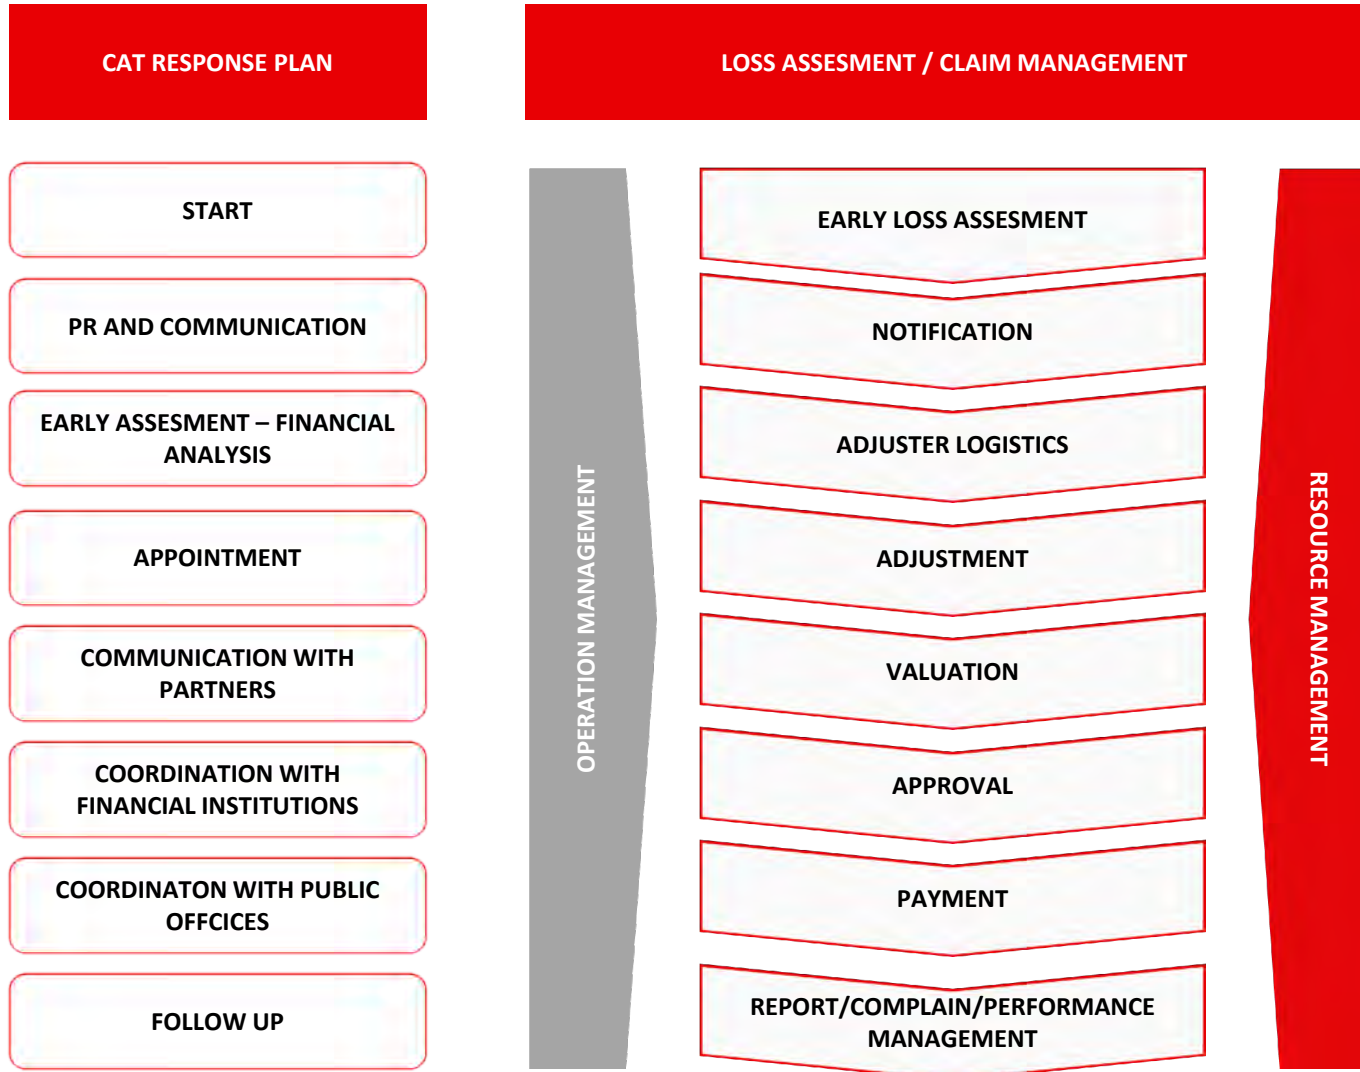 CAT RESPONSE PLAN
START
PR AND COMMUNICATION
EARLY ASSESMENT – FINANCIAL
ANALYSIS
APPOINTMENT
COMMUNICATION WITH
PARTNERS
COORDINATION WITH
FINANCIAL INSTITUTIONS
COORDINATON WITH PUBLIC
OFFCICES
FOLLOW UP
LOSS ASSESMENT / CLAIM MANAGEMENT
OPERATION MANAGEMENT
EARLY LOSS ASSESMENT
NOTIFICATION
ADJUSTER LOGISTICS
ADJUSTMENT
VALUATION
APPROVAL
PAYMENT
REPORT/COMPLAIN/PERFORMANCE
MANAGEMENT
RESOURCE MANAGEMENT